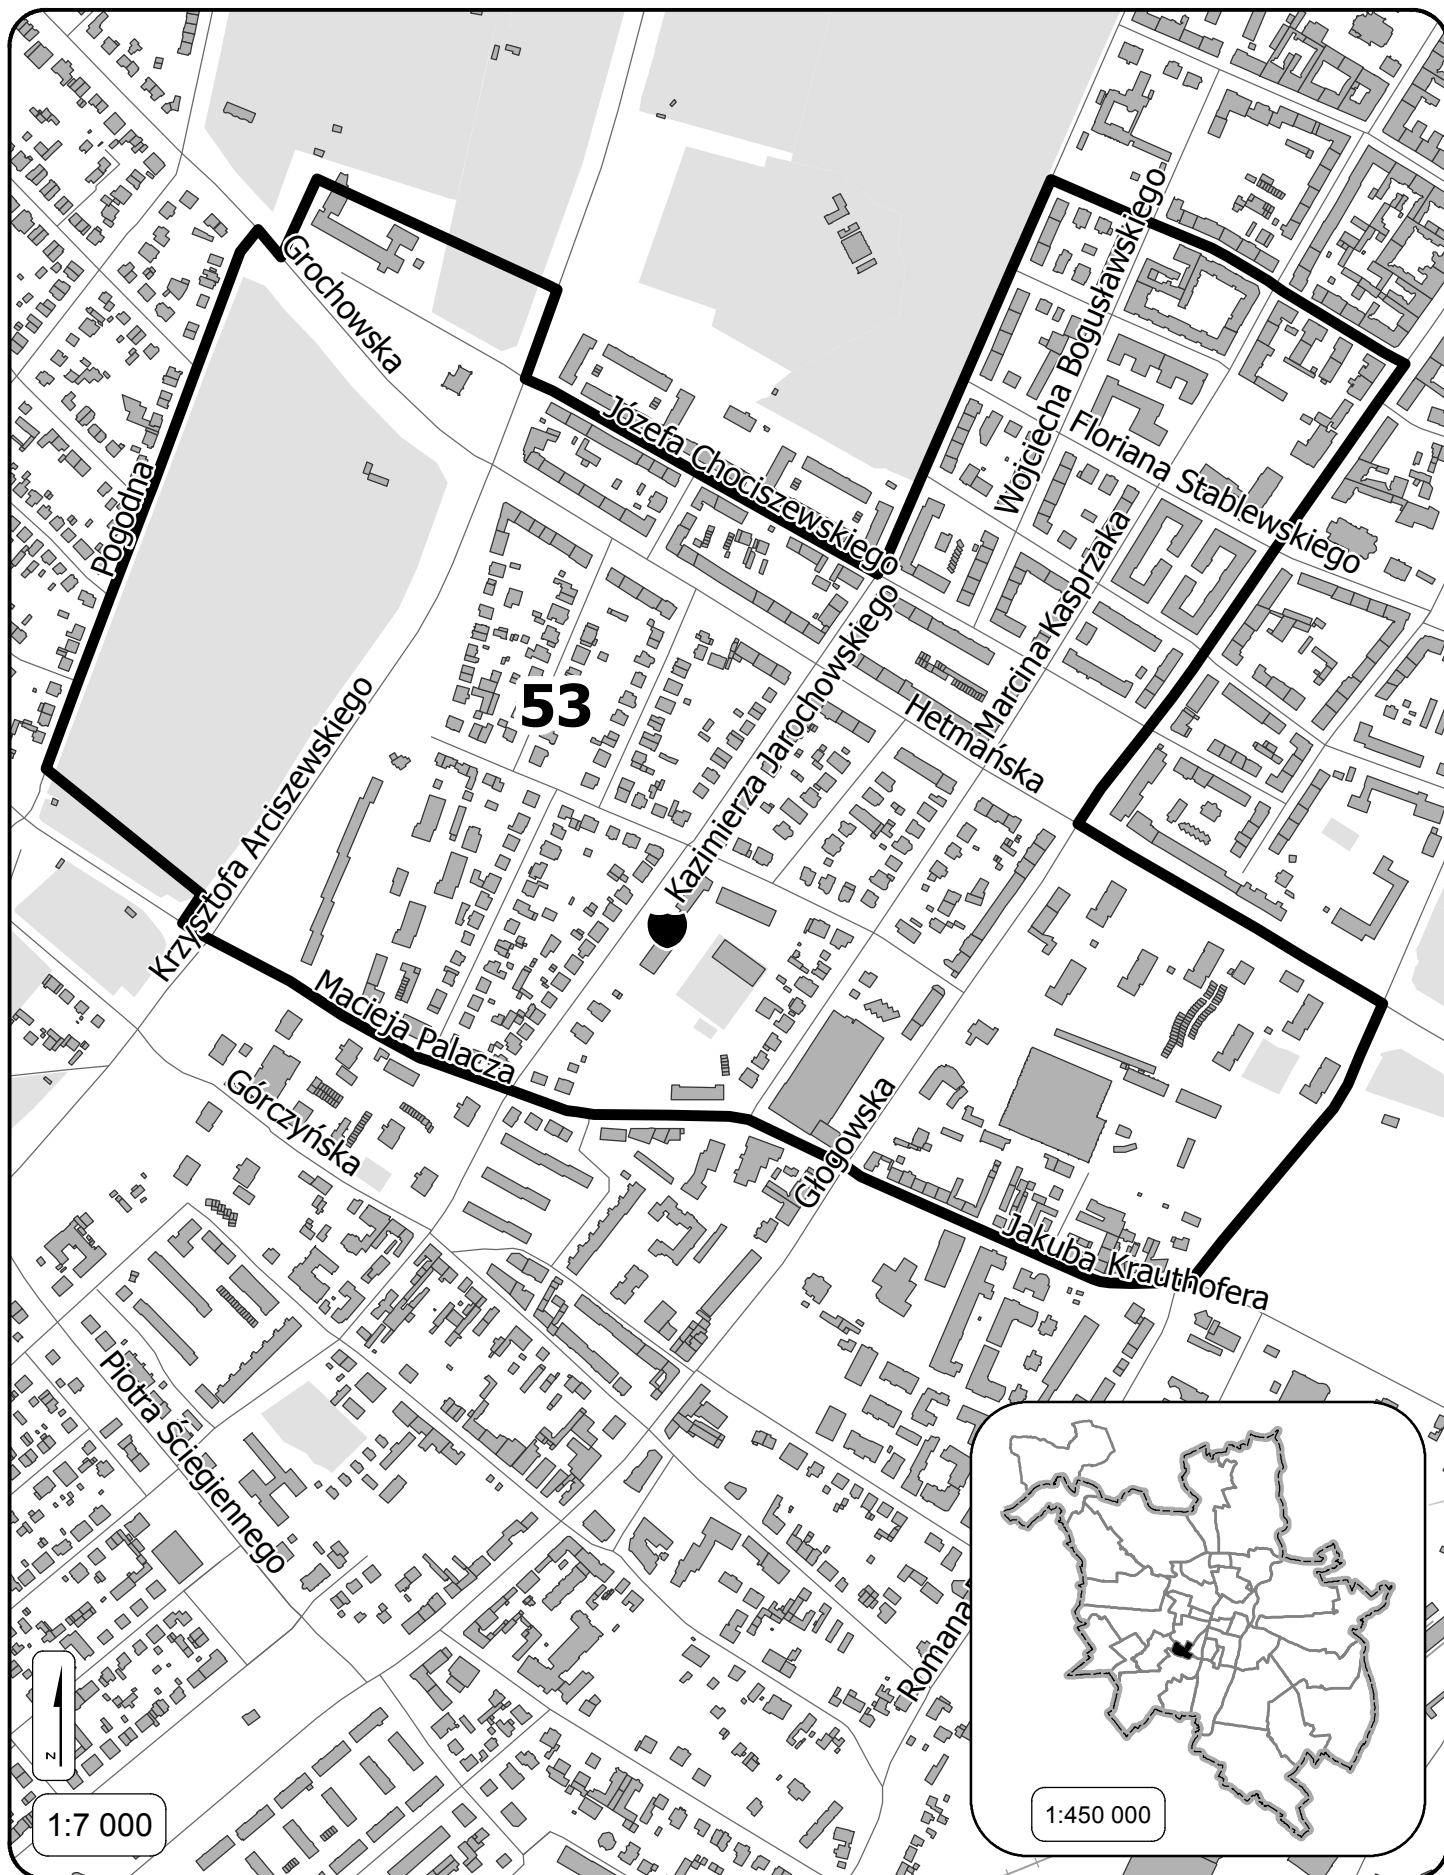 Wojciecha Bogusławskiego
Grochowska
Józefa Chociszewskiego
Floriana Stablewskiego
Pogodna
Marcina Kasprzaka
Kazimierza Jarochowskiego
53
Hetmańska
Krzysztofa Arciszewskiego
Macieja Palacza
Górczyńska
Głogowska
Jakuba Krauthofera
Piotra Ściegiennego
Romana
N
1:7 000
1:450 000